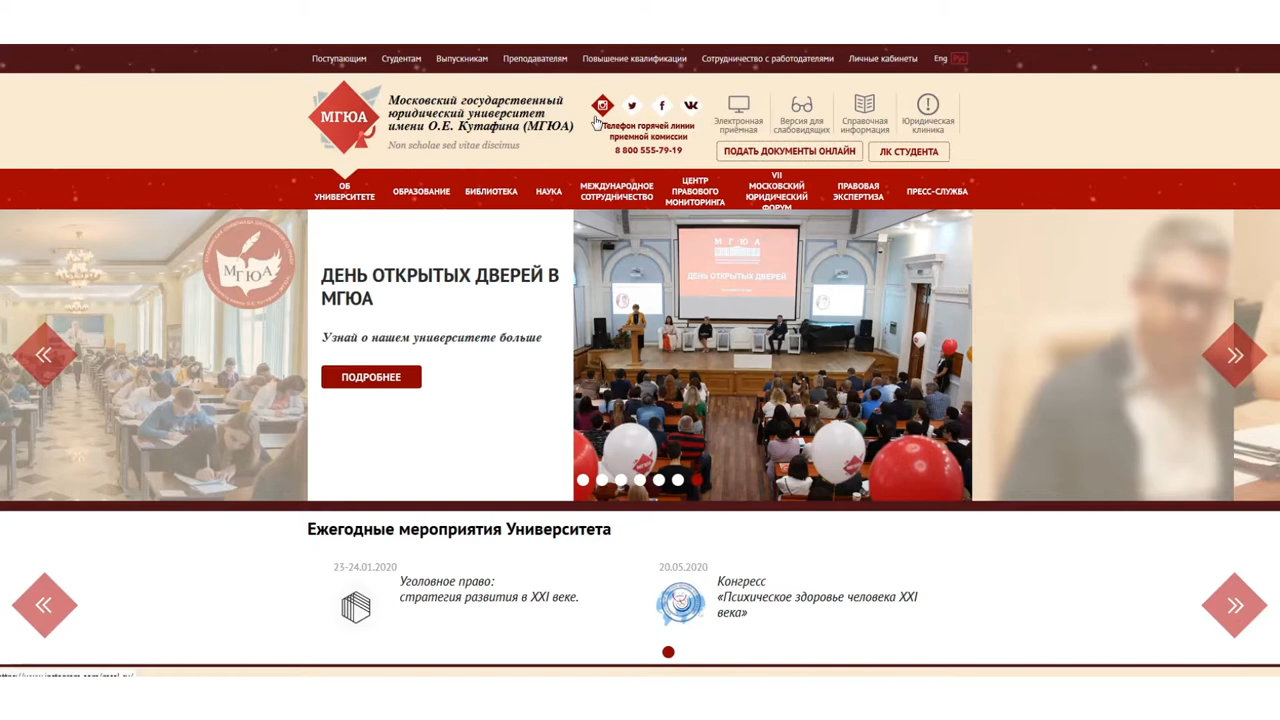 Поступающим Студентам Выпускникам Преподавателям Повышение квалификации Сотрудничество с работодателями Личные кабинеты Eng Рус
МГЮА
Московский государственный
юридический университет
имени О.Е. Кутафина (МГЮА)
Non scholae sed vitae discimus
Телефон горячей линии
приемной комиссии
8 800 555-79-19
Электронная
приёмная
Версия для
слабовидящих
Справочная
информация
Юридическая
клиника
ПОДАТЬ ДОКУМЕНТЫ ОНЛАЙН
ЛК СТУДЕНТА
ОБ
УНИВЕРСИТЕТЕ
ОБРАЗОВАНИЕ
БИБЛИОТЕКА
НАУКА
МЕЖДУНАРОДНОЕ
СОТРУДНИЧЕСТВО
ЦЕНТР
ПРАВОВОГО
МОНИТОРИНГА
VII
МОСКОВСКИЙ
ЮРИДИЧЕСКИЙ
ФОРУМ
ПРАВОВАЯ
ЭКСПЕРТИЗА
ПРЕСС-СЛУЖБА
МГЮА
ДЕНЬ ОТКРЫТЫХ ДВЕРЕЙ В
МГЮА
Узнай о нашем университете больше
ПОДРОБНЕЕ
МГЮА
ДЕНЬ ОТКРЫТЫХ ДВЕРЕЙ
МГЮА
МГЮА
Ежегодные мероприятия Университета
23-24.01.2020
Уголовное право:
стратегия развития в XXI веке.
20.05.2020
Конгресс
«Психическое здоровье человека XXI
века»